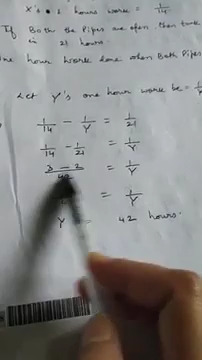 X's 2 hours work = 1/14
If Both the Pipes are open then tank
in 21 hours.
One hour work done when Both Pipes
Let Y's one hour work be = 1/
1/14 - 1/Y = 1/21
1/14 - 1/21 = 1/Y
3 - 2 / 42 = 1/Y
= 1/Y
Y = 42 hours.